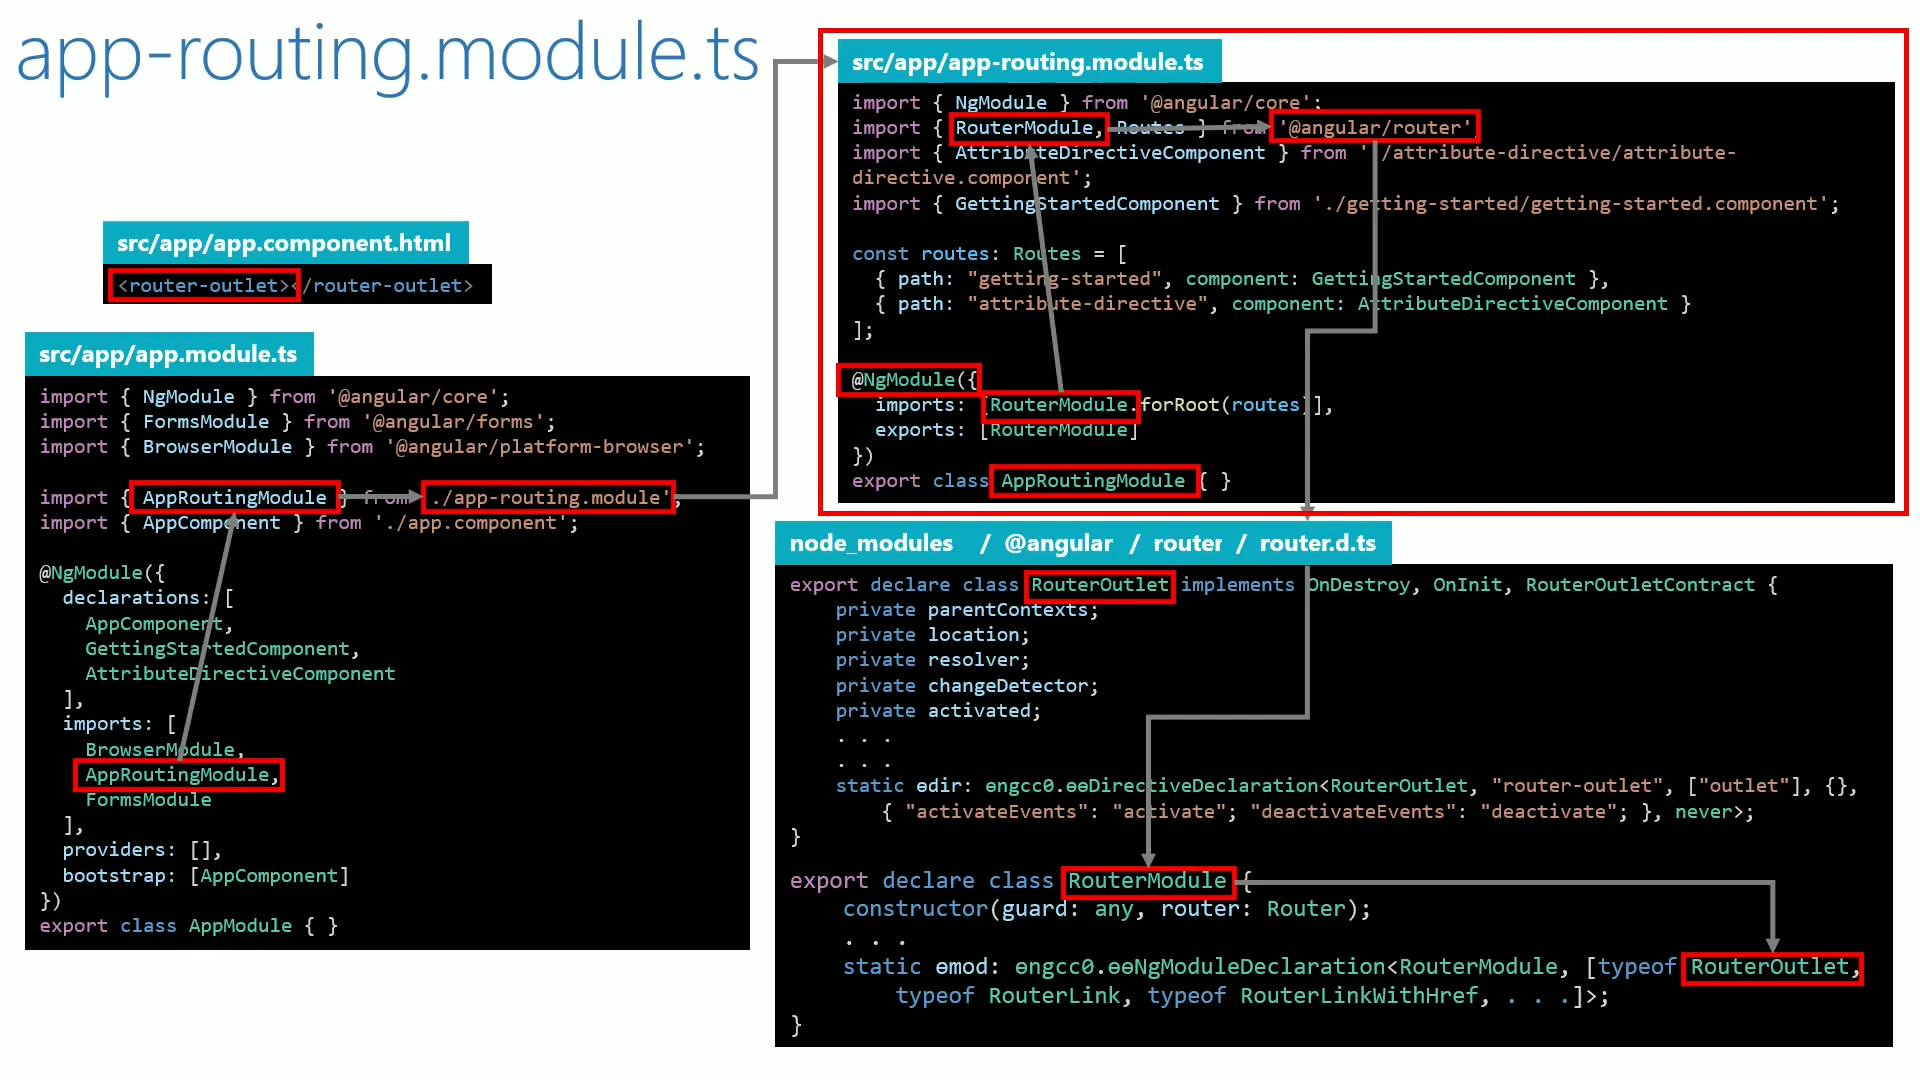 app-routing.module.ts
src/app/app.component.html
<router-outlet></router-outlet>
src/app/app.module.ts
import { NgModule } from '@angular/core';
import { FormsModule } from '@angular/forms';
import { BrowserModule } from '@angular/platform-browser';
import { AppRoutingModule } from './app-routing.module';
import { AppComponent } from './app.component';
@NgModule({
declarations: [
AppComponent,
GettingStartedComponent,
AttributeDirectiveComponent
],
imports: [
BrowserModule,
AppRoutingModule,
FormsModule
],
providers: [],
bootstrap: [AppComponent]
})
export class AppModule { }
src/app/app-routing.module.ts
import { NgModule } from '@angular/core';
import { RouterModule, Routes } from '@angular/router'
import { AttributeDirectiveComponent } from './attribute-directive/attribute-
directive.component';
import { GettingStartedComponent } from './getting-started/getting-started.component';
const routes: Routes = [
{ path: "getting-started", component: GettingStartedComponent },
{ path: "attribute-directive", component: AttributeDirectiveComponent }
];
@NgModule({
imports: [RouterModule.forRoot(routes)],
exports: [RouterModule]
})
export class AppRoutingModule { }
node_modules / @angular / router / router.d.ts
export declare class RouterOutlet implements OnDestroy, OnInit, RouterOutletContract {
private parentContexts;
private location;
private resolver;
private changeDetector;
private activated;
. . .
. . .
static ɵdir: ɵngcc0.ɵɵDirectiveDeclaration<RouterOutlet, "router-outlet", ["outlet"], {},
{ "activateEvents": "activate"; "deactivateEvents": "deactivate"; }, never>;
}
export declare class RouterModule {
constructor(guard: any, router: Router);
. . .
static ɵmod: ɵngcc0.ɵɵNgModuleDeclaration<RouterModule, [typeof RouterOutlet,
typeof RouterLink, typeof RouterLinkWithHref, . . .]>;
}